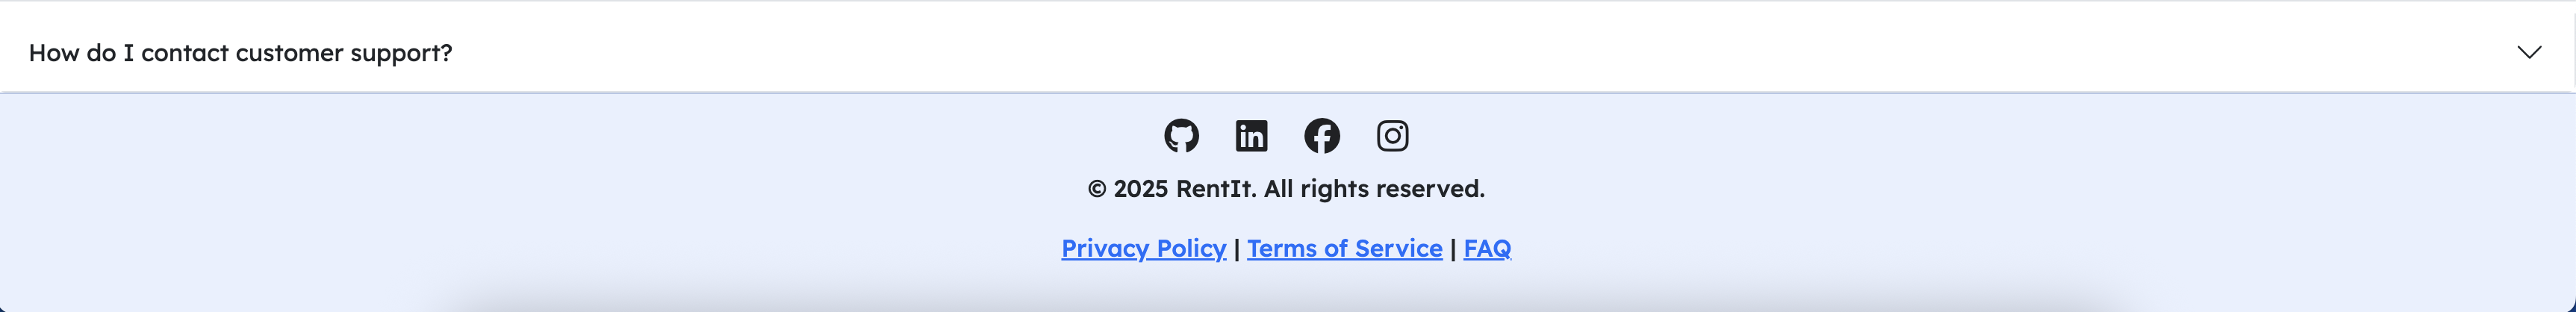 How do I contact customer support?
© 2025 RentIt. All rights reserved.
Privacy Policy | Terms of Service | FAQ